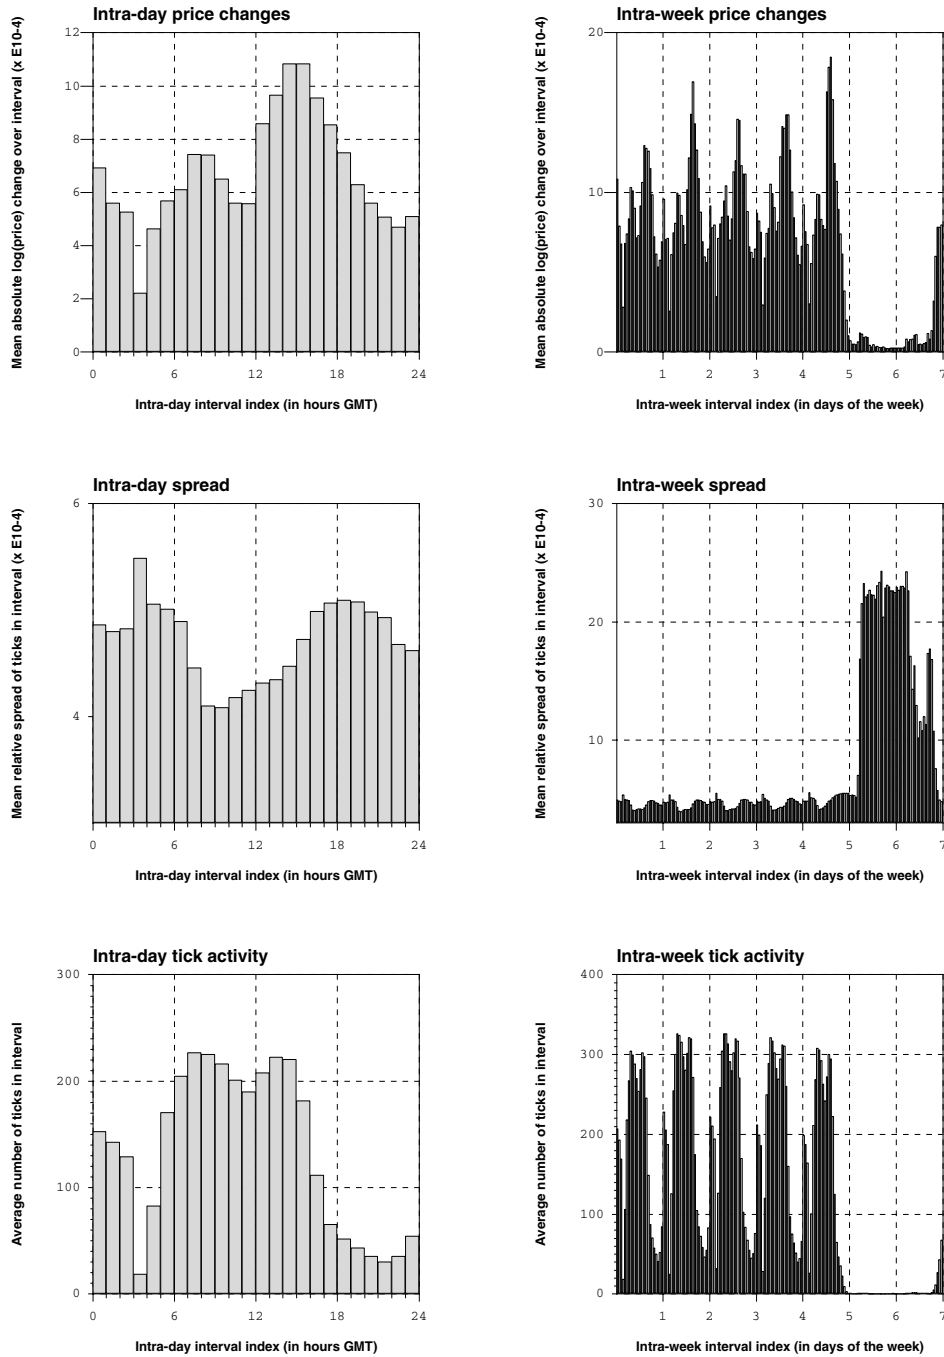 Intra-day price changes
Mean absolute log(price) change over interval (x E10-4)
12
10
8
6
4
2
0
0 6 12 18 24
Intra-day interval index (in hours GMT)
Intra-week price changes
Mean absolute log(price) change over interval (x E10-4)
20
10
0
1 2 3 4 5 6 7
Intra-week interval index (in days of the week)
Intra-day spread
Mean relative spread of ticks in interval (x E10-4)
6
4
0 6 12 18 24
Intra-day interval index (in hours GMT)
Intra-week spread
Mean relative spread of ticks in interval (x E10-4)
30
20
10
1 2 3 4 5 6 7
Intra-week interval index (in days of the week)
Intra-day tick activity
Average number of ticks in interval
300
200
100
0
0 6 12 18 24
Intra-day interval index (in hours GMT)
Intra-week tick activity
Average number of ticks in interval
400
300
200
100
0
1 2 3 4 5 6 7
Intra-week interval index (in days of the week)